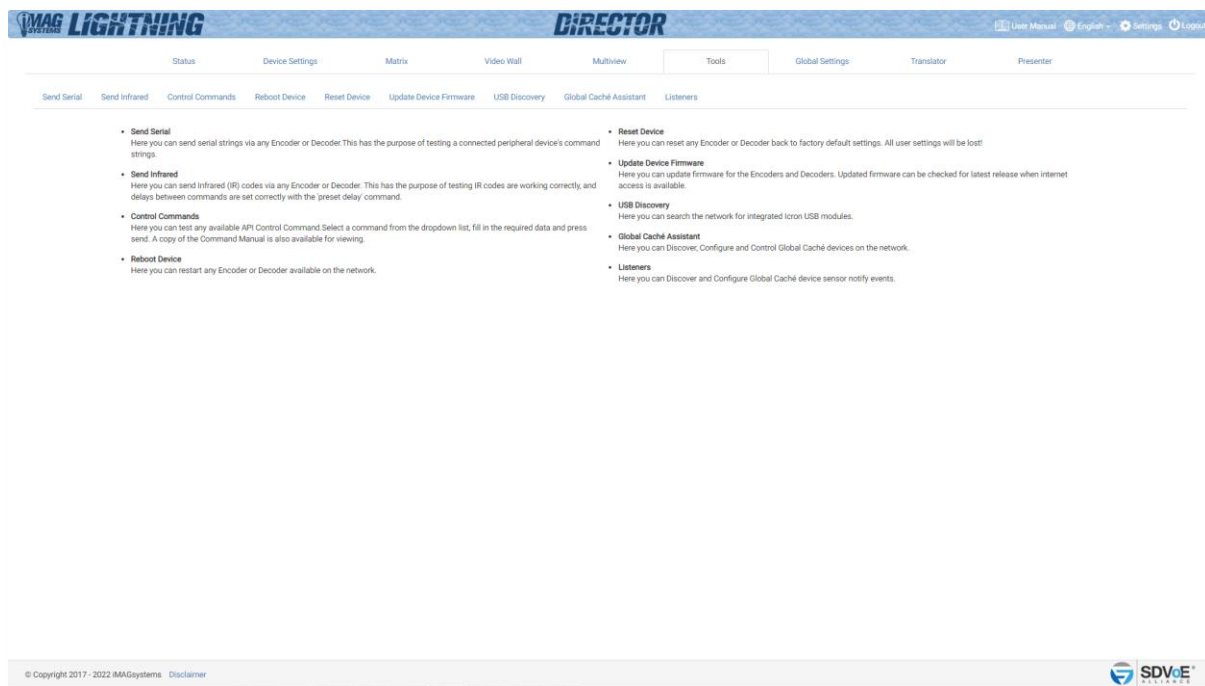 iMAG SYSTEMS LIGHTNING
DIRECTOR
User Manual English Settings Logout
Status Device Settings Matrix Video Wall Multiview Tools Global Settings Translator Presenter
Send Serial Send Infrared Control Commands Reboot Device Reset Device Update Device Firmware USB Discovery Global Caché Assistant Listeners
• Send Serial
Here you can send serial strings via any Encoder or Decoder.This has the purpose of testing a connected peripheral device's command
strings.
• Send Infrared
Here you can send Infrared (IR) codes via any Encoder or Decoder. This has the purpose of testing IR codes are working correctly, and
delays between commands are set correctly with the 'preset delay' command.
• Control Commands
Here you can test any available API Control Command.Select a command from the dropdown list, fill in the required data and press
send. A copy of the Command Manual is also available for viewing.
• Reboot Device
Here you can restart any Encoder or Decoder available on the network.
• Reset Device
Here you can reset any Encoder or Decoder back to factory default settings. All user settings will be lost!
• Update Device Firmware
Here you can update firmware for the Encoders and Decoders. Updated firmware can be checked for latest release when internet
access is available.
• USB Discovery
Here you can search the network for integrated Icron USB modules.
• Global Caché Assistant
Here you can Discover, Configure and Control Global Caché devices on the network.
• Listeners
Here you can Discover and Configure Global Caché device sensor notify events.
© Copyright 2017 - 2022 iMAGsystems Disclaimer
SDVoE®
ALLIANCE